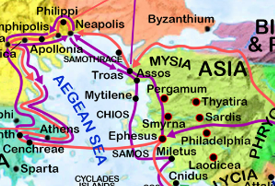 Philippi
Neapolis
Byzantium
Apollonia
SAMOTHRACE
MYSIA
ASIA
Troas
Assos
Mytilene
Pergamum
AEGEAN SEA
CHIOS
Thyatira
Smyrna
Sardis
Athens
Ephesus
Philadelphia
Cenchreae
SAMOS
Miletus
Laodicea
Sparta
CYCLADES
ISLANDS
Cnidus